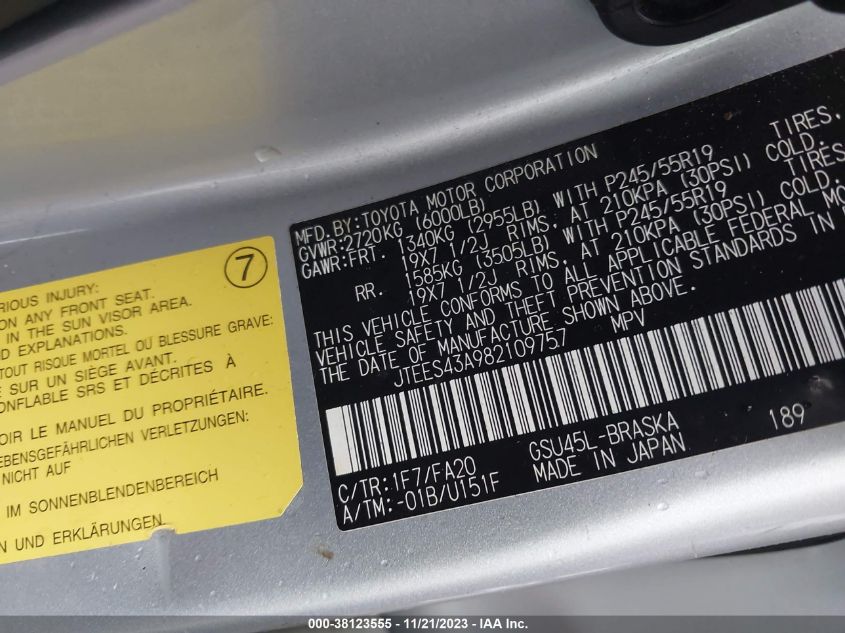 7
RIOUS INJURY:
ON ANY FRONT SEAT.
IN THE SUN VISOR AREA.
ND EXPLANATIONS.
TOUT RISQUE MORTEL OU BLESSURE GRAVE:
E SUR UN SIÈGE AVANT.
ONFLABLE SRS ET DÉCRITES À
OIR LE MANUEL DU PROPRIÉTAIRE.
EBENSGEFÄHRLICHEN VERLETZUNGEN:
NICHT AUF
IM SONNENBLENDENBEREICH
N UND ERKLÄRUNGEN.
MFD.BY:TOYOTA MOTOR CORPORATION
GVWR:2720KG (6000LB)
GAWR:FRT. 1340KG (2955LB) WITH P245/55R19 TIRES.
19X7 1/2J RIMS, AT 210KPA (30PSI) COLD.
RR. 1585KG (3505LB) WITH P245/55R19
19X7 1/2J RIMS, AT 210KPA (30PSI) COLD.
THIS VEHICLE CONFORMS TO ALL APPLICABLE FEDERAL MO
VEHICLE SAFETY AND THEFT PREVENTION STANDARDS IN
THE DATE OF MANUFACTURE SHOWN ABOVE.
JTEES43A982109757 MPV
C/TR:1F7/FA20 GSU45L-BRASKA 189
A/TM:-01B/U151F MADE IN JAPAN
000-38123555 - 11/21/2023 - IAA Inc.